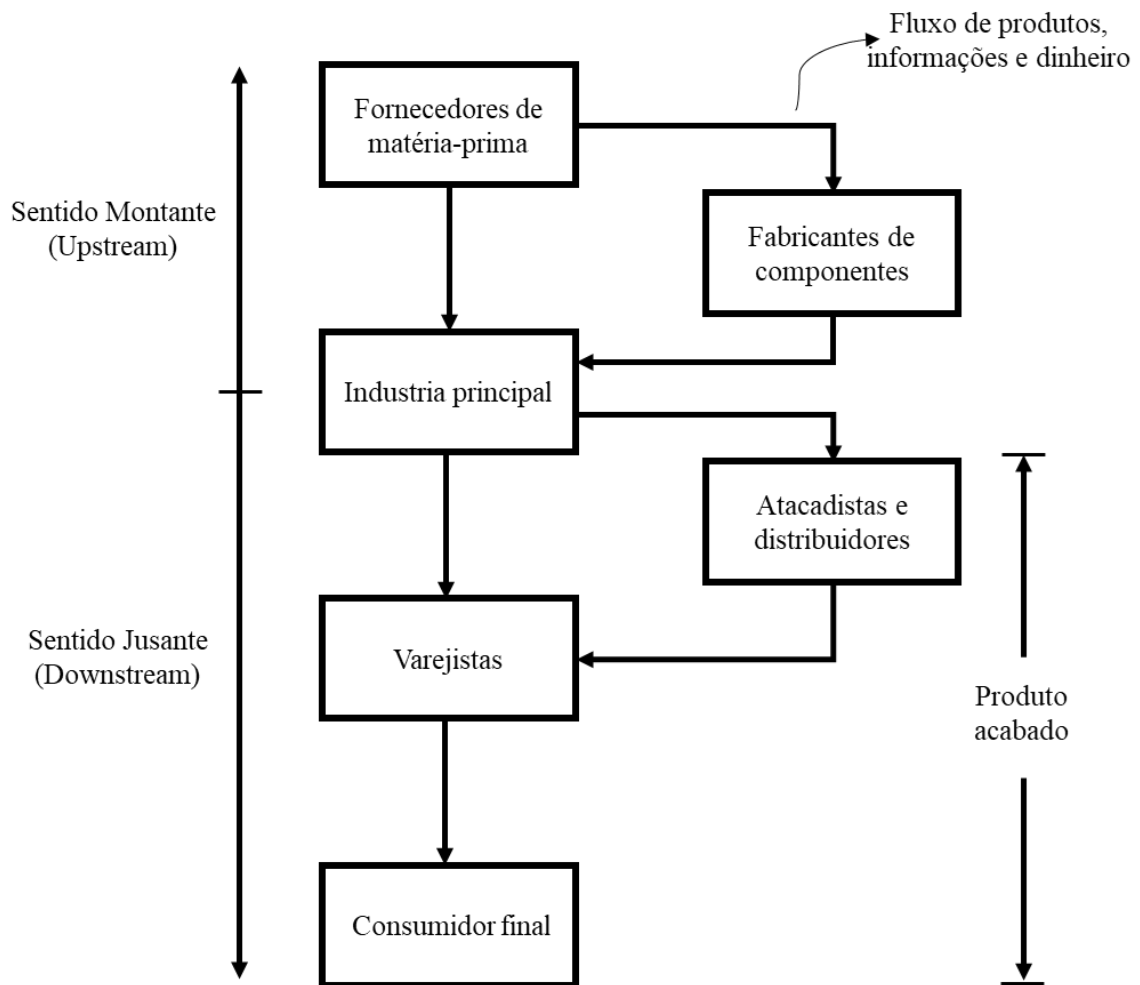 Fluxo de produtos,
informações e dinheiro
Fornecedores de
matéria-prima
Sentido Montante
(Upstream)
Fabricantes de
componentes
Industria principal
Atacadistas e
distribuidores
Sentido Jusante
(Downstream)
Varejistas
Produto
acabado
Consumidor final